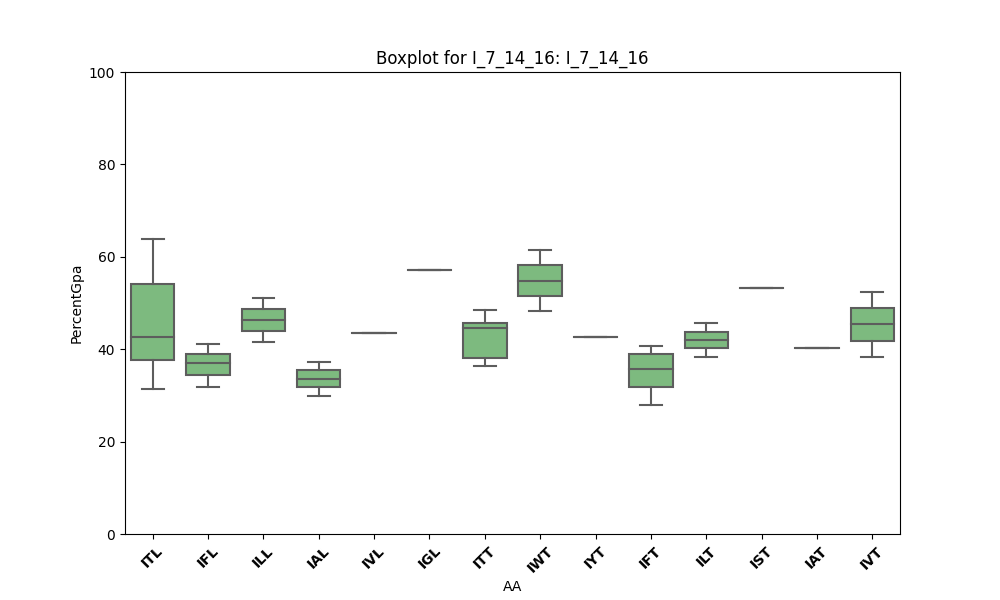 Boxplot for I_7_14_16: I_7_14_16
100
80
60
40
20
0
PercentGpa
ITL
IFL
ILL
IAL
IVL
IGL
ITT
IWT
IYT
IFT
ILT
IST
IAT
IVT
AA